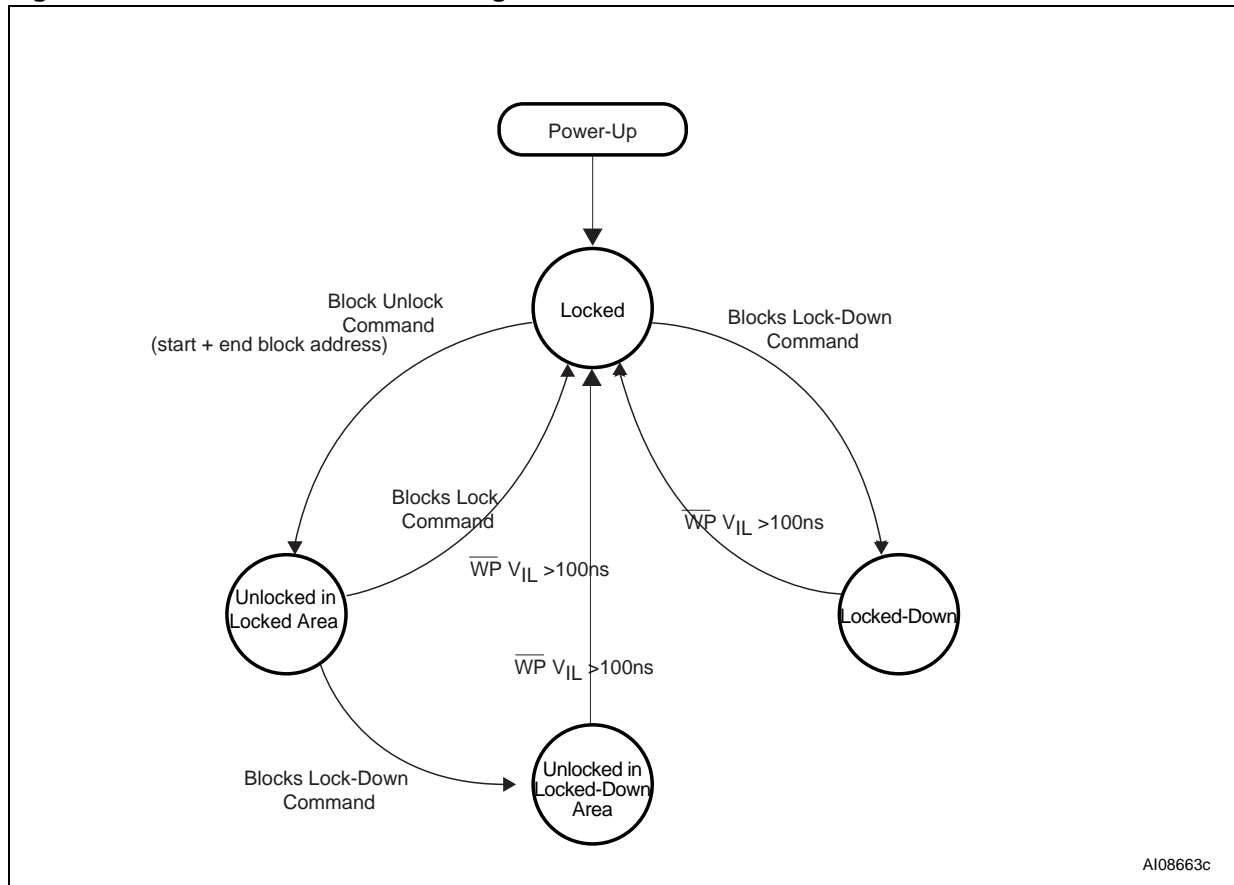 Power-Up
Block Unlock
Command
(start + end block address)
Locked
Blocks Lock-Down
Command
Blocks Lock
Command
WP VIL >100ns
WP VIL >100ns
Unlocked in
Locked Area
Locked-Down
WP VIL >100ns
Blocks Lock-Down
Command
Unlocked in
Locked-Down
Area
AI08663c